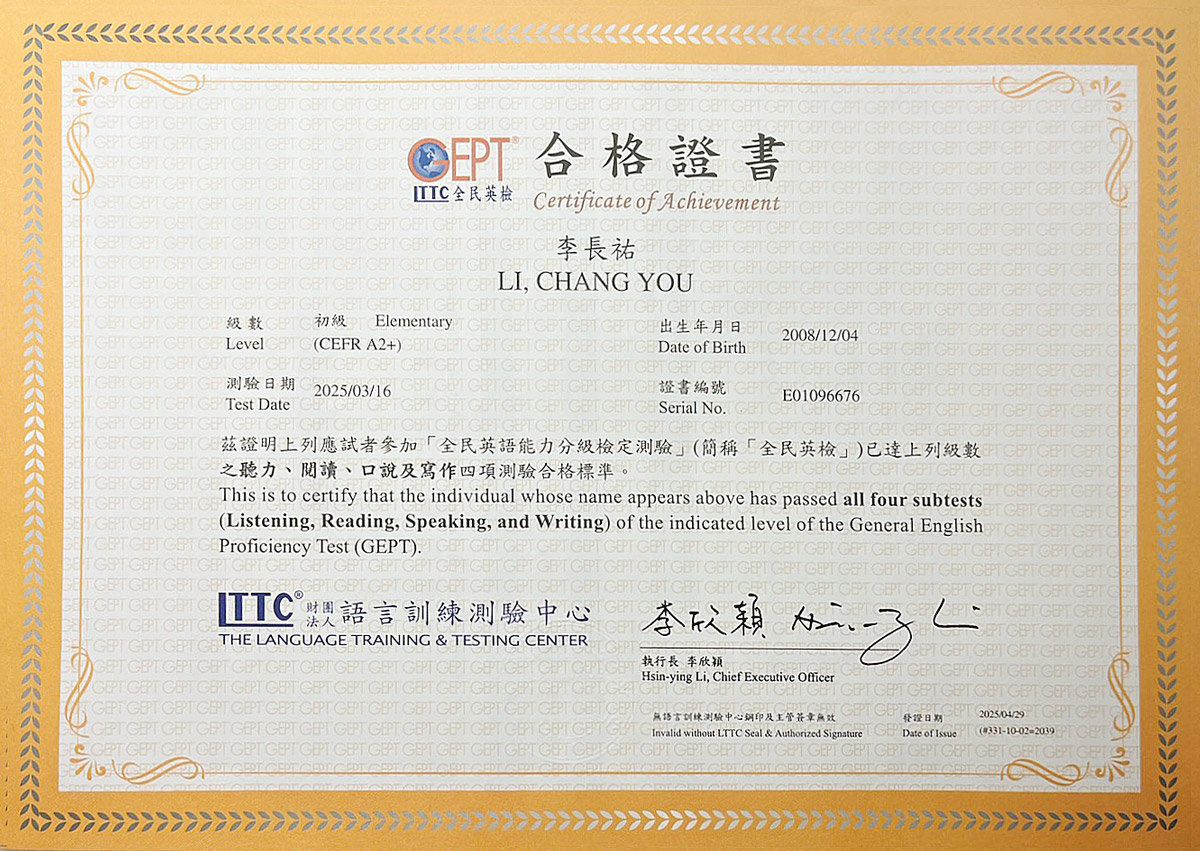 GEPT® 合格證書
LTTC 全民英檢 Certificate of Achievement
李長祐
LI, CHANG YOU
級數 初級 Elementary
Level (CEFR A2+)
出生年月日 2008/12/04
Date of Birth
測驗日期 2025/03/16
Test Date
證書編號 E01096676
Serial No.
茲證明上列應試者參加「全民英語能力分級檢定測驗」(簡稱「全民英檢」)已達上列級數
之聽力、閱讀、口說及寫作四項測驗合格標準。
This is to certify that the individual whose name appears above has passed all four subtests
(Listening, Reading, Speaking, and Writing) of the indicated level of the General English
Proficiency Test (GEPT).
LTTC® 財團法人 語言訓練測驗中心
THE LANGUAGE TRAINING & TESTING CENTER
李欣穎
執行長 李欣穎
Hsin-ying Li, Chief Executive Officer
無語言訓練測驗中心鋼印及主管簽章無效
Invalid without LTTC Seal & Authorized Signature
發證日期 2025/04/29
Date of Issue (#331-10-02=2039